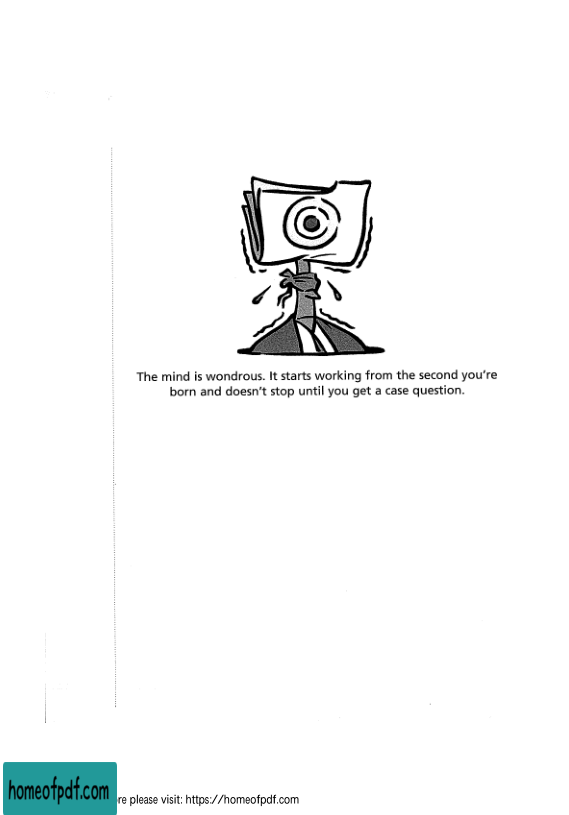 The mind is wondrous. It starts working from the second you're
born and doesn't stop until you get a case question.
homeofpdf.com
please visit: https://homeofpdf.com